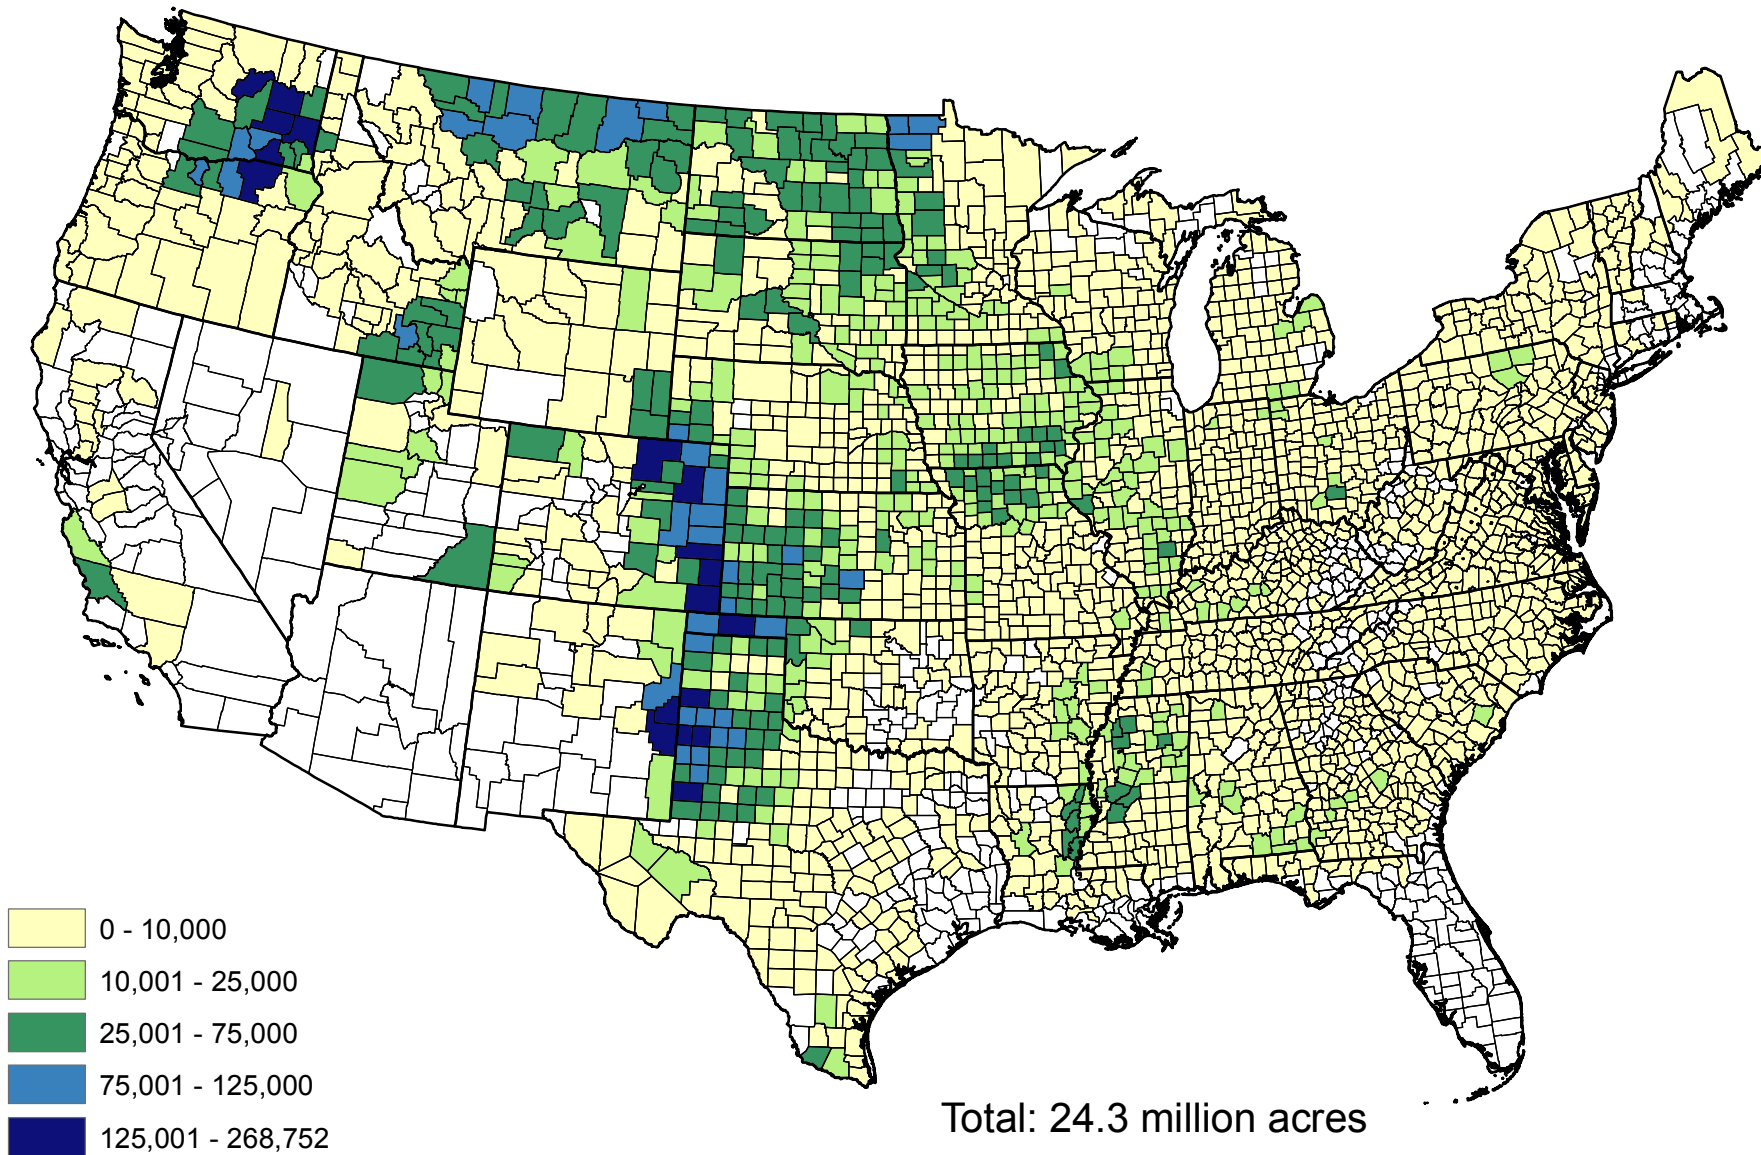 0 - 10,000
10,001 - 25,000
25,001 - 75,000
75,001 - 125,000
125,001 - 268,752
Total: 24.3 million acres